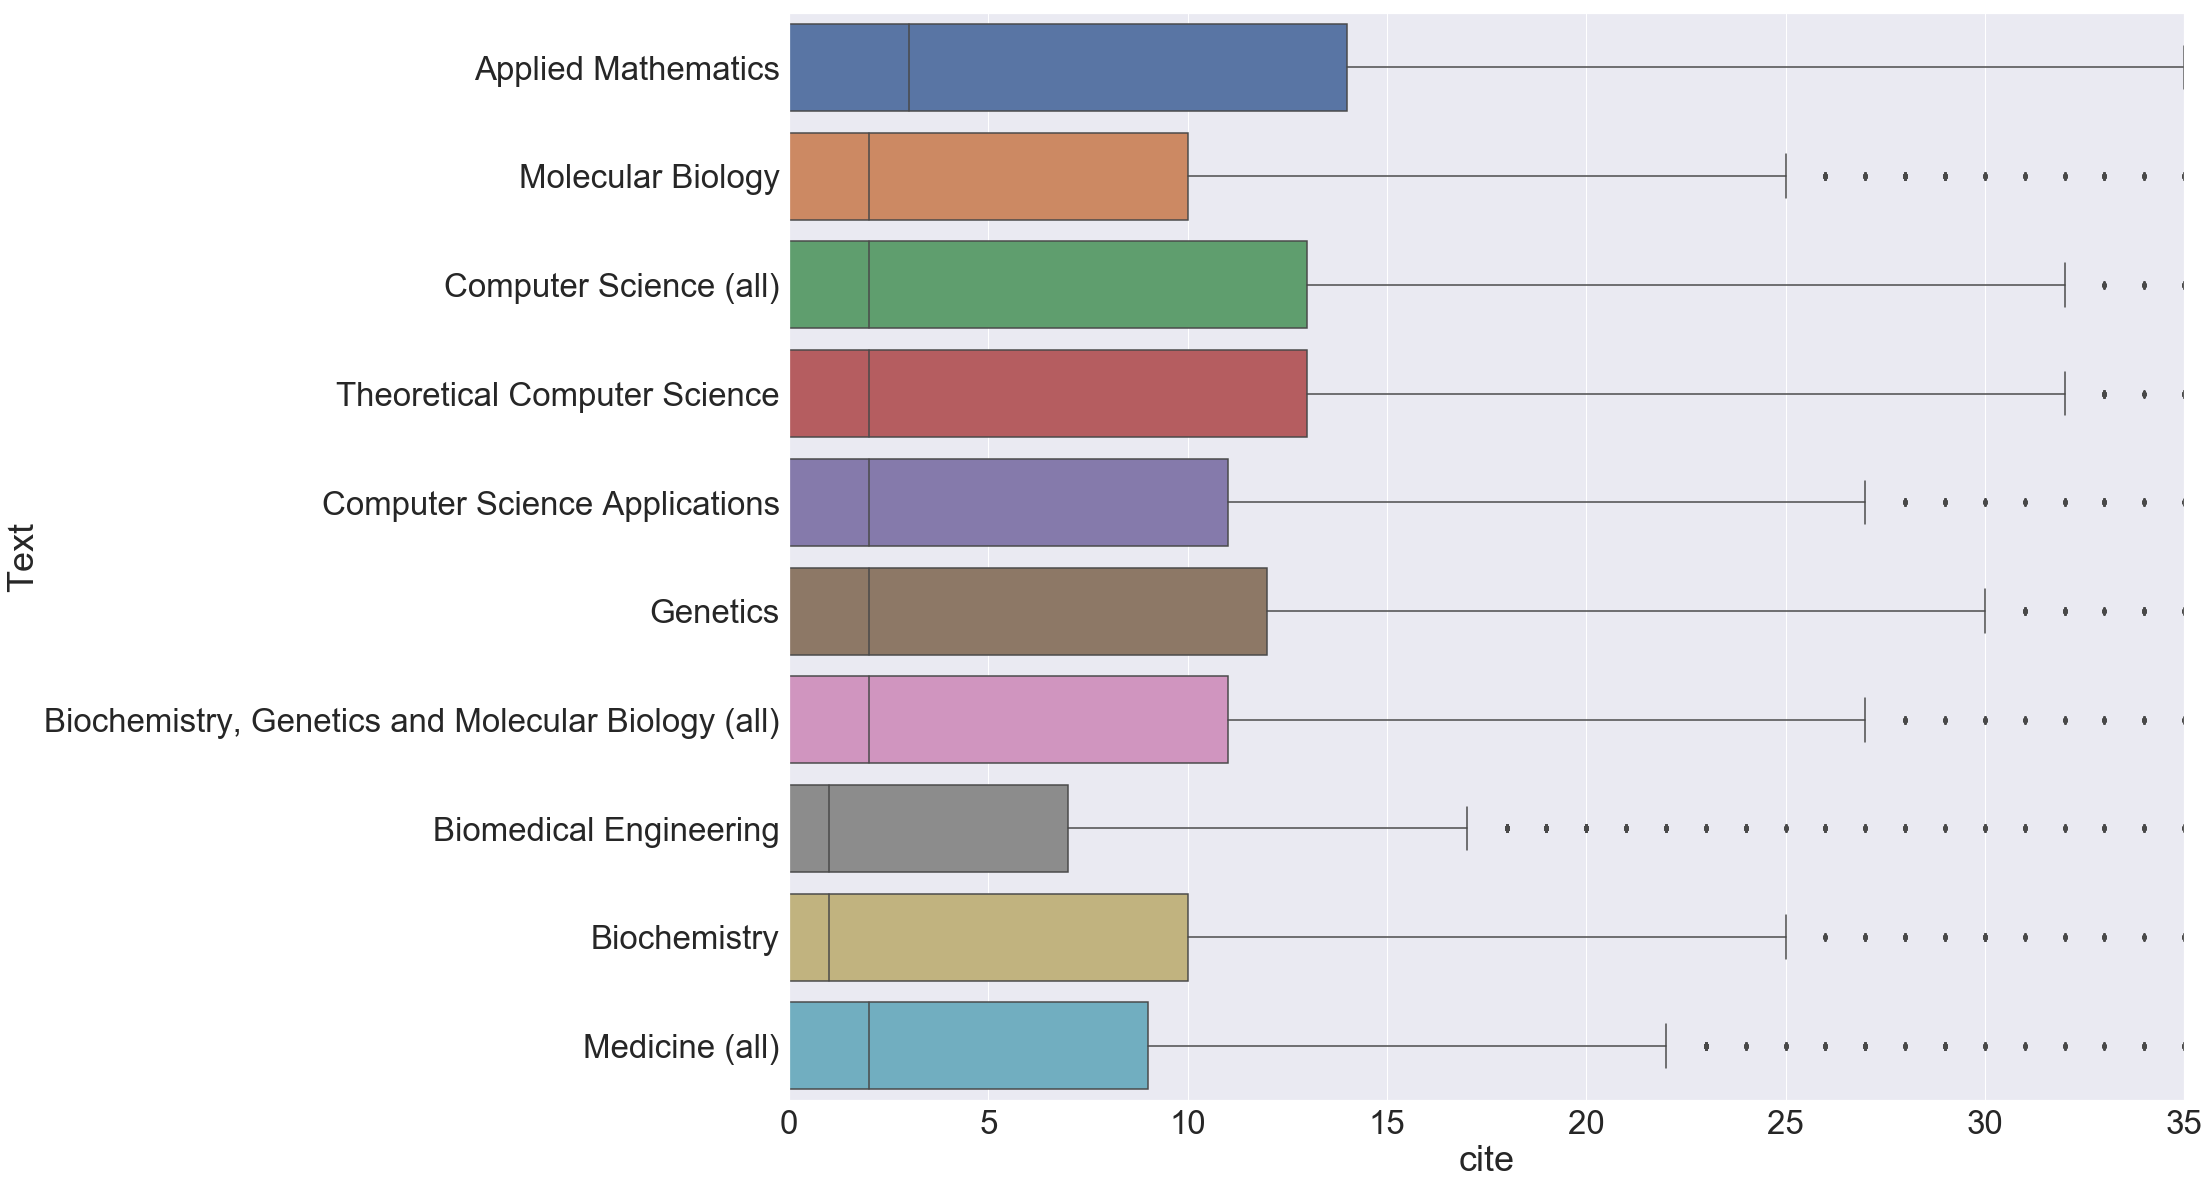 Applied Mathematics
Molecular Biology
Computer Science (all)
Theoretical Computer Science
Computer Science Applications
Genetics
Biochemistry, Genetics and Molecular Biology (all)
Biomedical Engineering
Biochemistry
Medicine (all)
Text
0 5 10 15 20 25 30 35
cite